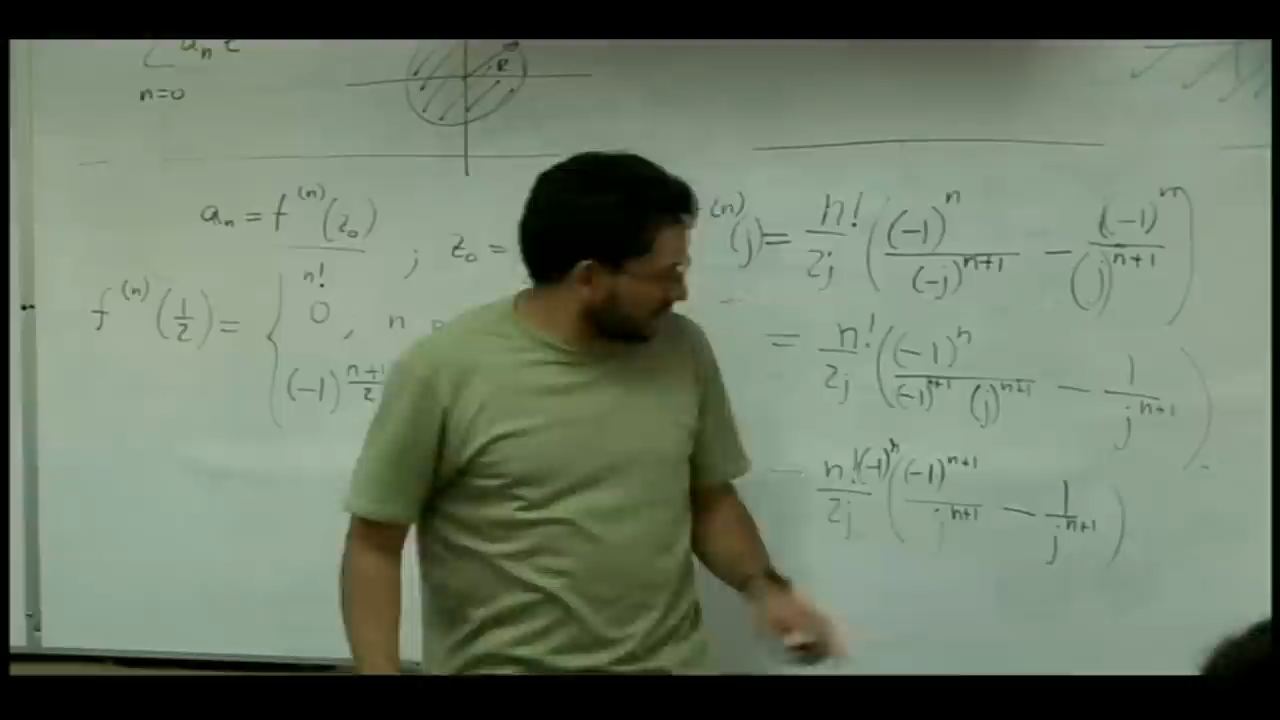 ∑ aₙ z
n=0
R
aₙ = f⁽ⁿ⁾(z₀) / n! ; z₀ =
f⁽ⁿ⁾(1/2) = { 0 , n
(-1)^((n+1)/2)
⁽ⁿ⁾(j) = n!/2j ( (-1)ⁿ/(-j)ⁿ⁺¹ - (-1)ⁿ/(j)ⁿ⁺¹ )
= n!/2j ( (-1)ⁿ/((-1)ⁿ⁺¹ (j)ⁿ⁺¹) - 1/jⁿ⁺¹ )
= n!(-1)ⁿ/2j ( (-1)ⁿ⁺¹/jⁿ⁺¹ - 1/jⁿ⁺¹ )